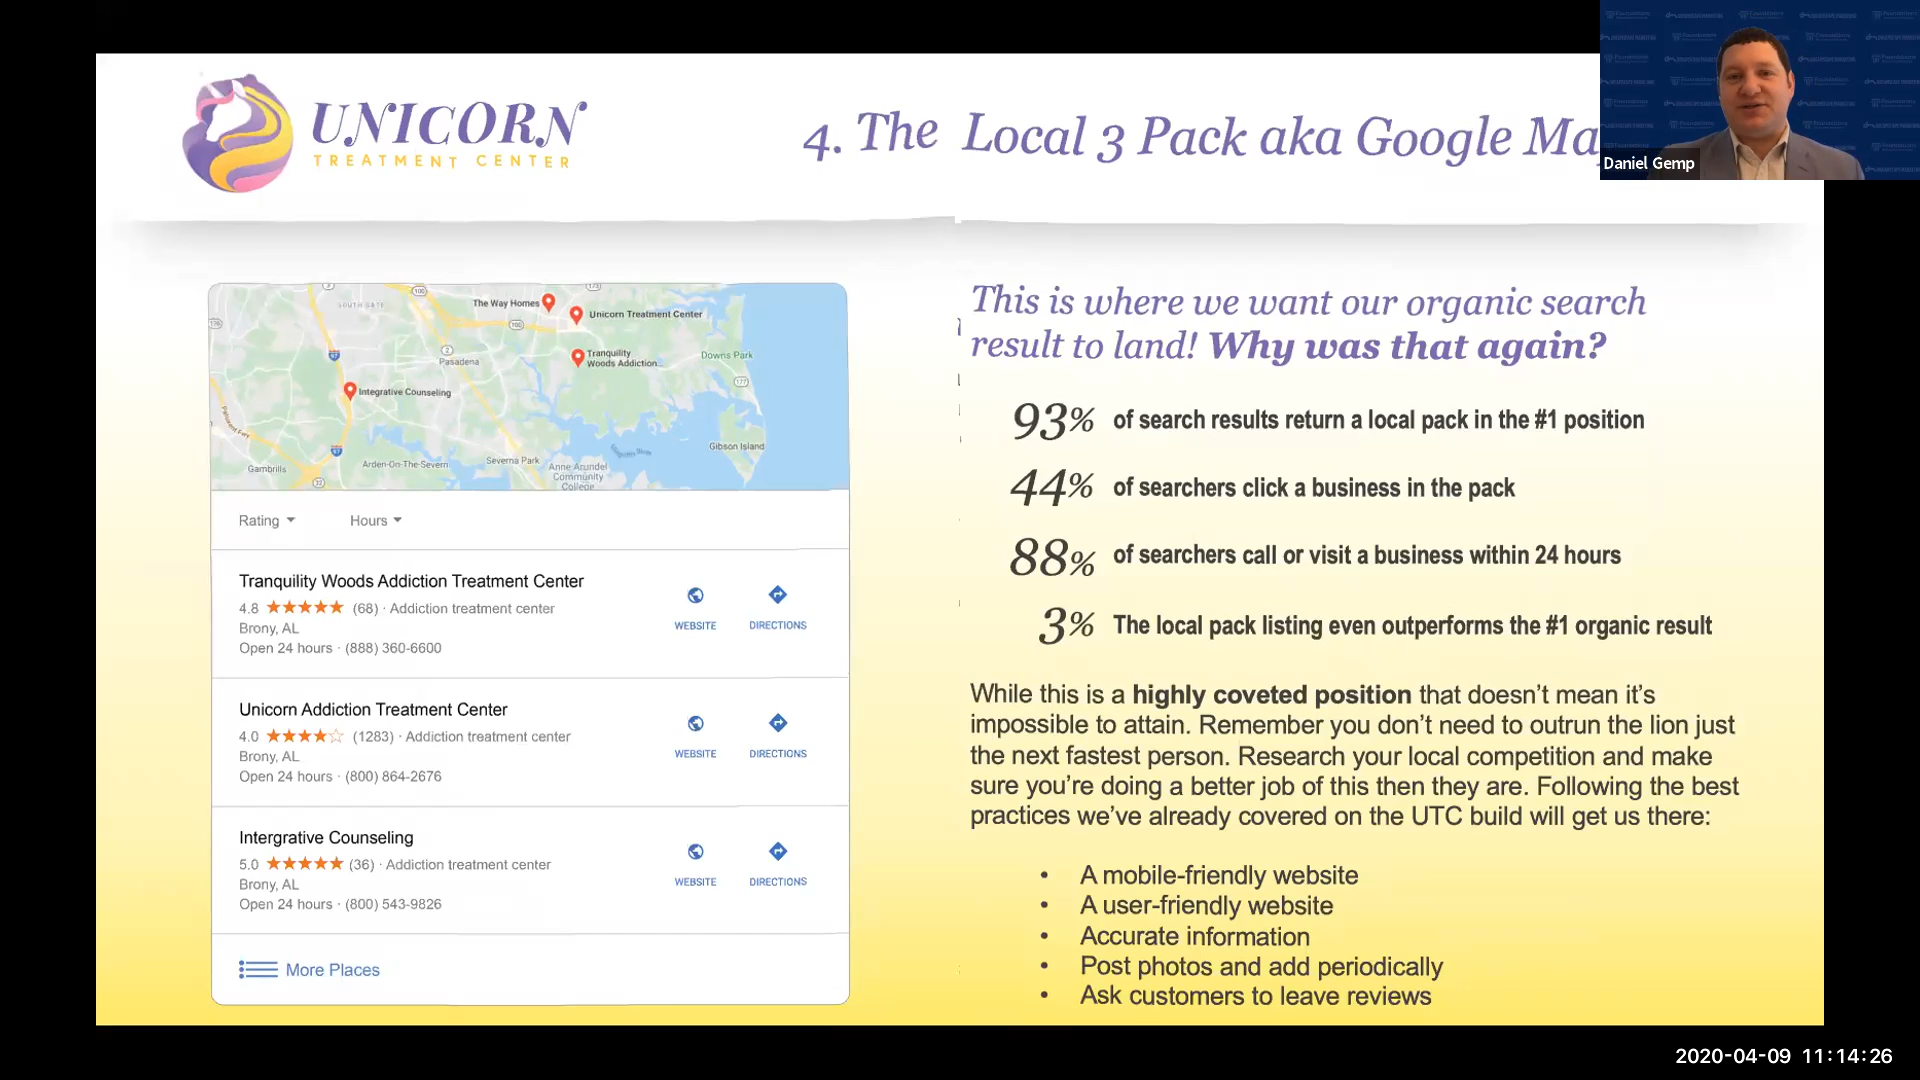 UNICORN
TREATMENT CENTER
4. The Local 3 Pack aka Google Ma
Daniel Gemp
SOUTH GATE
100
173
The Way Homes
Unicorn Treatment Center
100
Tranquility
Woods Addiction...
Pasadena
2
97
Downs Park
177
Integrative Counseling
Patuxent Fwy
Gibson Island
97
Gambrills
Arden-On-The-Severn
Severna Park
Anne Arundel
Community
College
Rating
Hours
Tranquility Woods Addiction Treatment Center
4.8 ★★★★★ (68) · Addiction treatment center
Brony, AL
Open 24 hours · (888) 360-6600
WEBSITE
DIRECTIONS
Unicorn Addiction Treatment Center
4.0 ★★★★☆ (1283) · Addiction treatment center
Brony, AL
Open 24 hours · (800) 864-2676
WEBSITE
DIRECTIONS
Intergrative Counseling
5.0 ★★★★★ (36) · Addiction treatment center
Brony, AL
Open 24 hours · (800) 543-9826
WEBSITE
DIRECTIONS
More Places
This is where we want our organic search
result to land! Why was that again?
93% of search results return a local pack in the #1 position
44% of searchers click a business in the pack
88% of searchers call or visit a business within 24 hours
3% The local pack listing even outperforms the #1 organic result
While this is a highly coveted position that doesn't mean it's
impossible to attain. Remember you don't need to outrun the lion just
the next fastest person. Research your local competition and make
sure you're doing a better job of this then they are. Following the best
practices we've already covered on the UTC build will get us there:
• A mobile-friendly website
• A user-friendly website
• Accurate information
• Post photos and add periodically
• Ask customers to leave reviews
2020-04-09 11:14:26